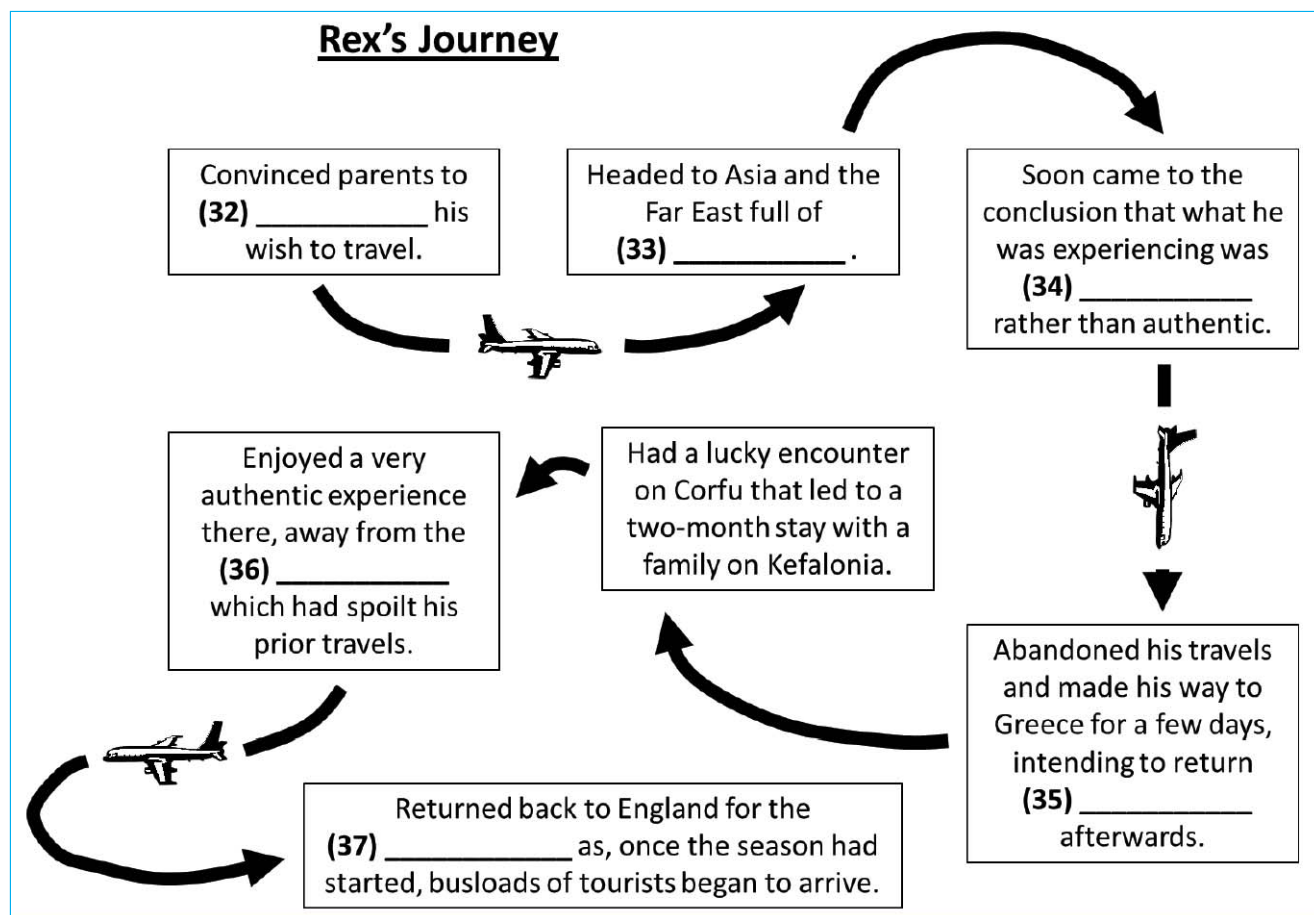 Rex's Journey
Convinced parents to
(32) ___________ his
wish to travel.
Headed to Asia and the
Far East full of
(33) ___________ .
Soon came to the
conclusion that what he
was experiencing was
(34) ___________
rather than authentic.
Abandoned his travels
and made his way to
Greece for a few days,
intending to return
(35) ___________
afterwards.
Had a lucky encounter
on Corfu that led to a
two-month stay with a
family on Kefalonia.
Enjoyed a very
authentic experience
there, away from the
(36) ___________
which had spoilt his
prior travels.
Returned back to England for the
(37) ____________ as, once the season had
started, busloads of tourists began to arrive.